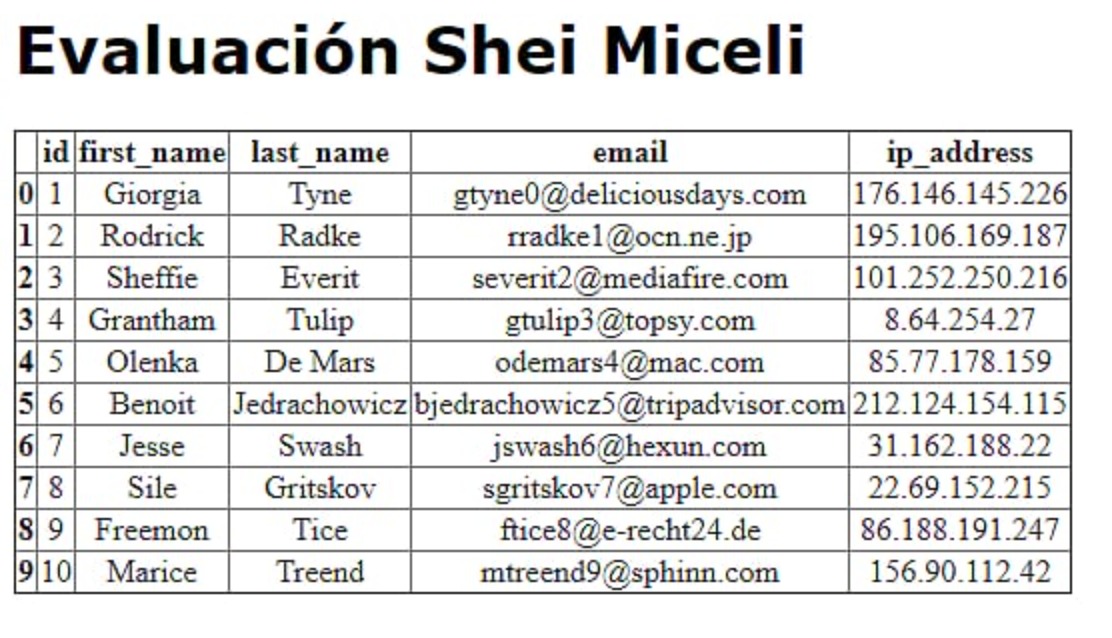 Evaluación Shei Miceli
id first_name last_name email ip_address
0 1 Giorgia Tyne gtyne0@deliciousdays.com 176.146.145.226
1 2 Rodrick Radke rradke1@ocn.ne.jp 195.106.169.187
2 3 Sheffie Everit severit2@mediafire.com 101.252.250.216
3 4 Grantham Tulip gtulip3@topsy.com 8.64.254.27
4 5 Olenka De Mars odemars4@mac.com 85.77.178.159
5 6 Benoit Jedrachowicz bjedrachowicz5@tripadvisor.com 212.124.154.115
6 7 Jesse Swash jswash6@hexun.com 31.162.188.22
7 8 Sile Gritskov sgritskov7@apple.com 22.69.152.215
8 9 Freemon Tice ftice8@e-recht24.de 86.188.191.247
9 10 Marice Treend mtreend9@sphinn.com 156.90.112.42